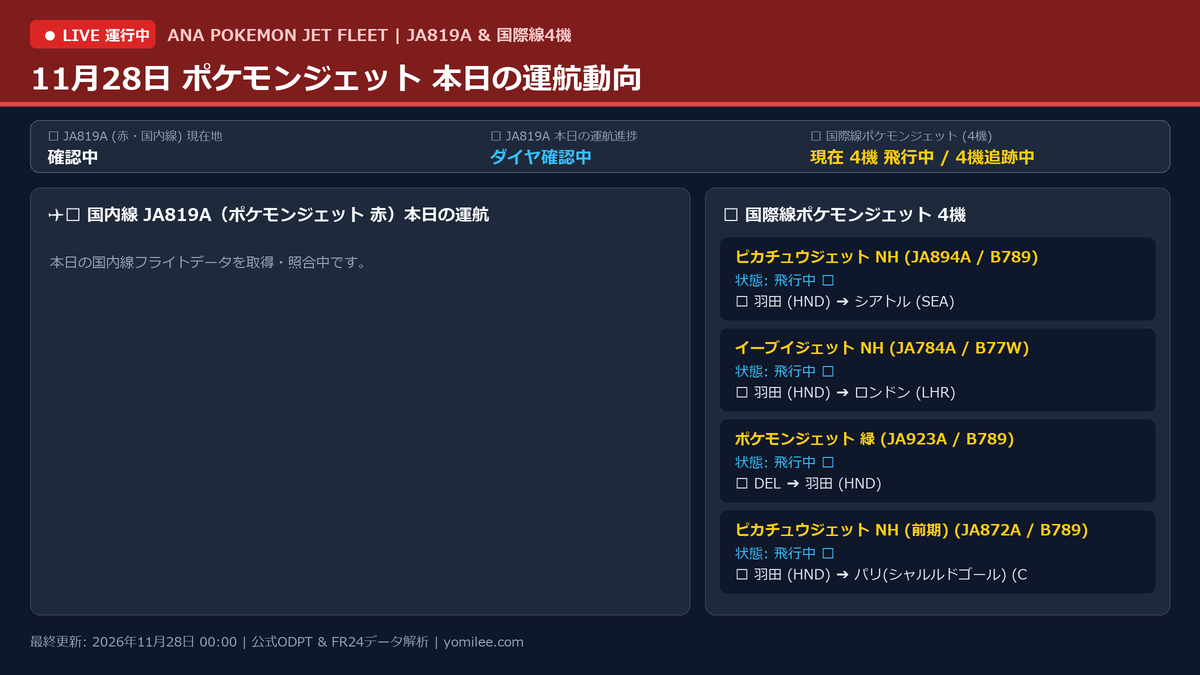 ● LIVE 運行中 ANA POKEMON JET FLEET | JA819A & 国際線4機
11月28日 ポケモンジェット 本日の運航動向
□ JA819A (赤・国内線) 現在地
確認中
□ JA819A 本日の運航進捗
ダイヤ確認中
□ 国際線ポケモンジェット (4機)
現在 4機 飛行中 / 4機追跡中
✈□ 国内線 JA819A（ポケモンジェット 赤）本日の運航
本日の国内線フライトデータを取得・照合中です。
□ 国際線ポケモンジェット 4機
ピカチュウジェット NH (JA894A / B789)
状態: 飛行中 □
□ 羽田 (HND) ➔ シアトル (SEA)
イーブイジェット NH (JA784A / B77W)
状態: 飛行中 □
□ 羽田 (HND) ➔ ロンドン (LHR)
ポケモンジェット 緑 (JA923A / B789)
状態: 飛行中 □
□ DEL ➔ 羽田 (HND)
ピカチュウジェット NH (前期) (JA872A / B789)
状態: 飛行中 □
□ 羽田 (HND) ➔ パリ(シャルルドゴール) (C
最終更新: 2026年11月28日 00:00 | 公式ODPT & FR24データ解析 | yomilee.com